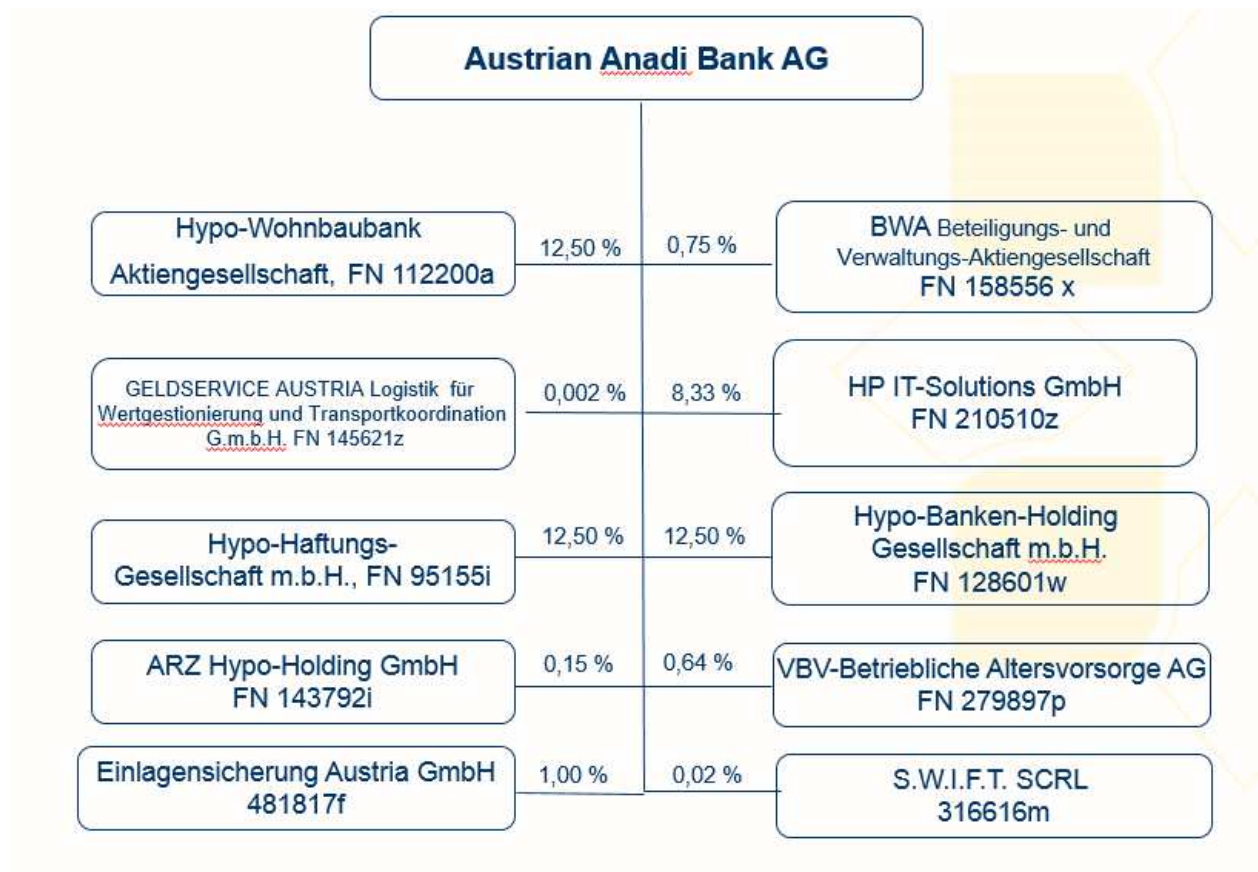 Austrian Anadi Bank AG
Hypo-Wohnbaubank
Aktiengesellschaft, FN 112200a
12,50 %
0,75 %
BWA Beteiligungs- und
Verwaltungs-Aktiengesellschaft
FN 158556 x
GELDSERVICE AUSTRIA Logistik für
Wertgestionierung und Transportkoordination
G.m.b.H. FN 145621z
0,002 %
8,33 %
HP IT-Solutions GmbH
FN 210510z
Hypo-Haftungs-
Gesellschaft m.b.H., FN 95155i
12,50 %
12,50 %
Hypo-Banken-Holding
Gesellschaft m.b.H.
FN 128601w
ARZ Hypo-Holding GmbH
FN 143792i
0,15 %
0,64 %
VBV-Betriebliche Altersvorsorge AG
FN 279897p
Einlagensicherung Austria GmbH
481817f
1,00 %
0,02 %
S.W.I.F.T. SCRL
316616m